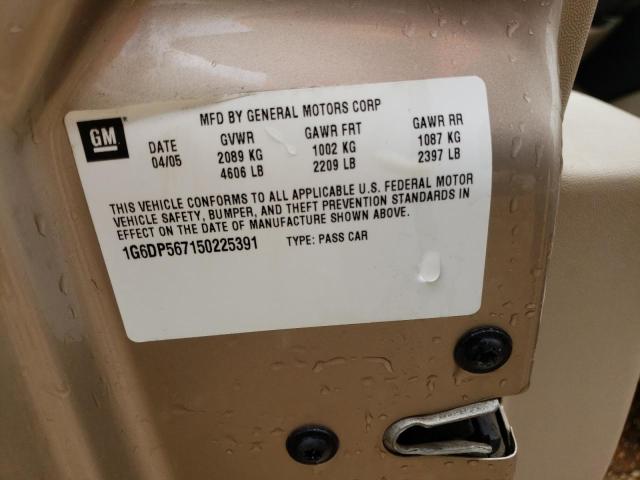 MFD BY GENERAL MOTORS CORP
GM
DATE GVWR GAWR FRT GAWR RR
04/05 2089 KG 1002 KG 1087 KG
4606 LB 2209 LB 2397 LB
THIS VEHICLE CONFORMS TO ALL APPLICABLE U.S. FEDERAL MOTOR
VEHICLE SAFETY, BUMPER, AND THEFT PREVENTION STANDARDS IN
EFFECT ON THE DATE OF MANUFACTURE SHOWN ABOVE.
1G6DP567150225391 TYPE: PASS CAR